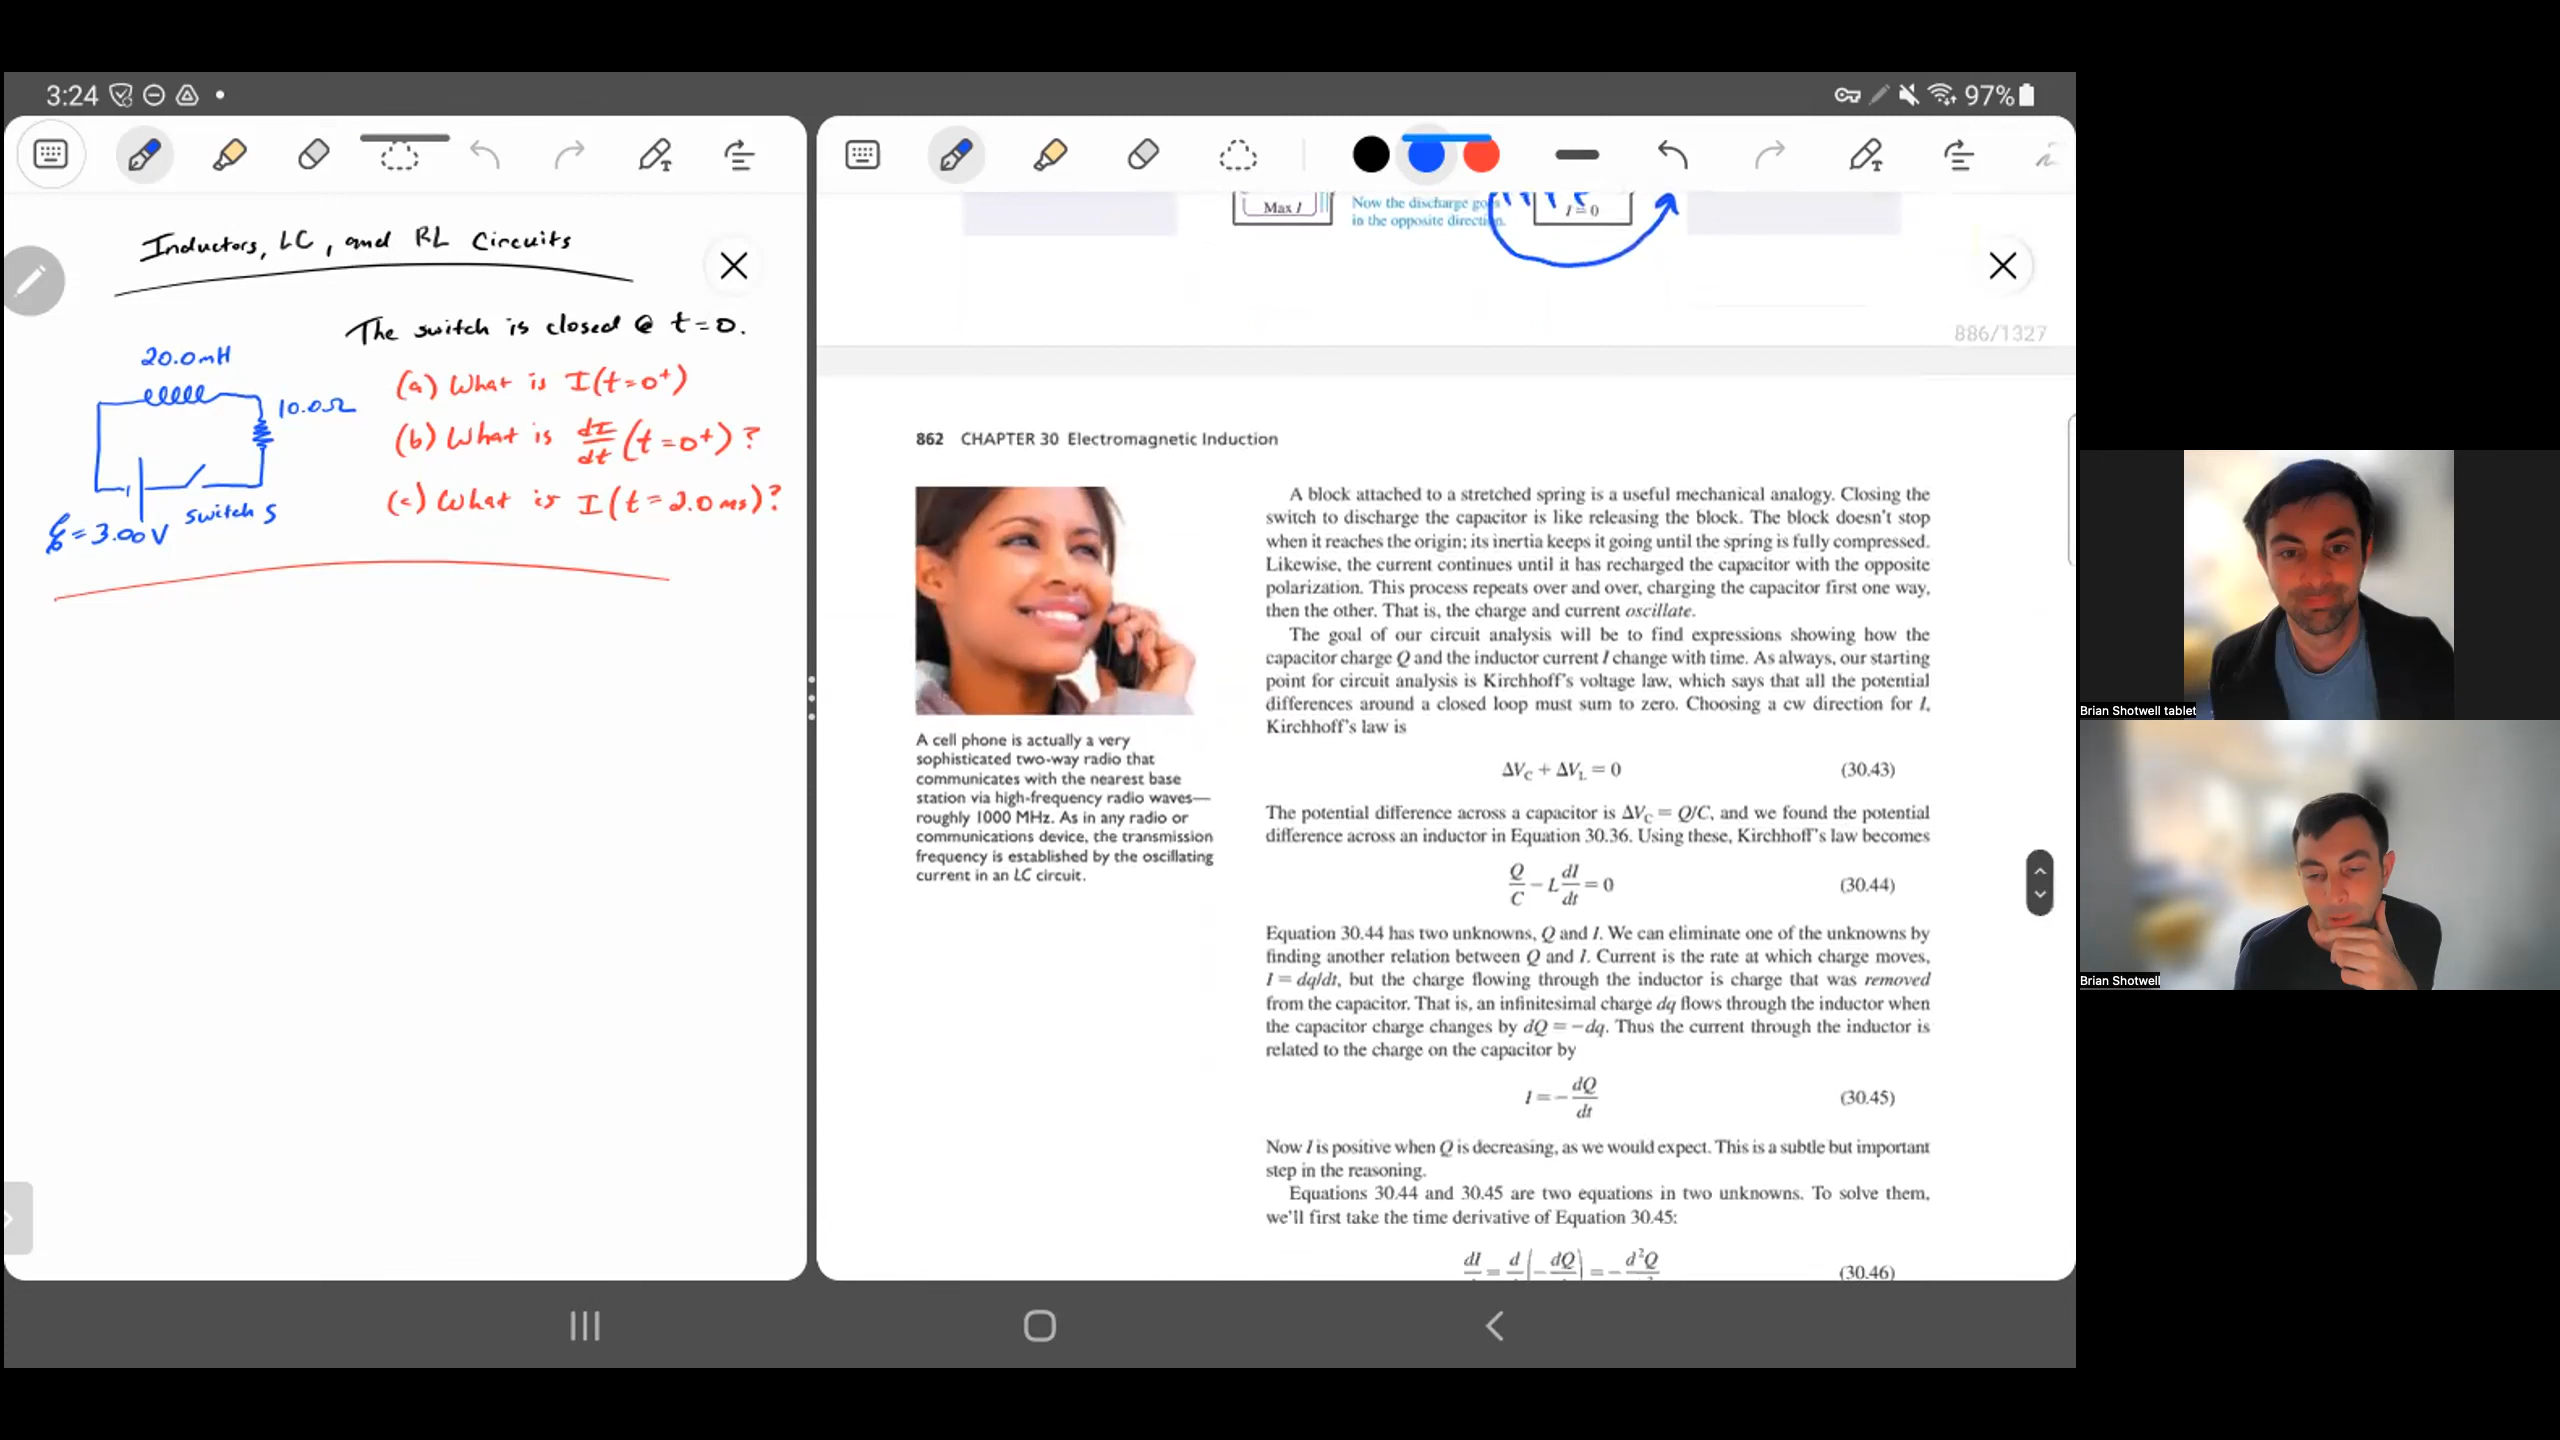 3:24
97%
Inductors, LC, and RL Circuits
The switch is closed @ t=0.
20.0mH
10.0Ω
(a) What is I(t=0⁺)
(b) What is dI/dt (t=0⁺)?
(c) What is I(t=2.0ms)?
switch S
ℰ=3.00V
Max I
Now the discharge goes
in the opposite direction.
I=0
886/1327
862 CHAPTER 30 Electromagnetic Induction
A cell phone is actually a very
sophisticated two-way radio that
communicates with the nearest base
station via high-frequency radio waves—
roughly 1000 MHz. As in any radio or
communications device, the transmission
frequency is established by the oscillating
current in an LC circuit.
A block attached to a stretched spring is a useful mechanical analogy. Closing the
switch to discharge the capacitor is like releasing the block. The block doesn't stop
when it reaches the origin; its inertia keeps it going until the spring is fully compressed.
Likewise, the current continues until it has recharged the capacitor with the opposite
polarization. This process repeats over and over, charging the capacitor first one way,
then the other. That is, the charge and current oscillate.
The goal of our circuit analysis will be to find expressions showing how the
capacitor charge Q and the inductor current I change with time. As always, our starting
point for circuit analysis is Kirchhoff's voltage law, which says that all the potential
differences around a closed loop must sum to zero. Choosing a cw direction for I,
Kirchhoff's law is
ΔV_C + ΔV_L = 0 (30.43)
The potential difference across a capacitor is ΔV_C = Q/C, and we found the potential
difference across an inductor in Equation 30.36. Using these, Kirchhoff's law becomes
Q/C − L dI/dt = 0 (30.44)
Equation 30.44 has two unknowns, Q and I. We can eliminate one of the unknowns by
finding another relation between Q and I. Current is the rate at which charge moves,
I = dq/dt, but the charge flowing through the inductor is charge that was removed
from the capacitor. That is, an infinitesimal charge dq flows through the inductor when
the capacitor charge changes by dQ = −dq. Thus the current through the inductor is
related to the charge on the capacitor by
I = − dQ/dt (30.45)
Now I is positive when Q is decreasing, as we would expect. This is a subtle but important
step in the reasoning.
Equations 30.44 and 30.45 are two equations in two unknowns. To solve them,
we'll first take the time derivative of Equation 30.45:
dI = d (− dQ) = − d²Q (30.46)
Brian Shotwell tablet
Brian Shotwell